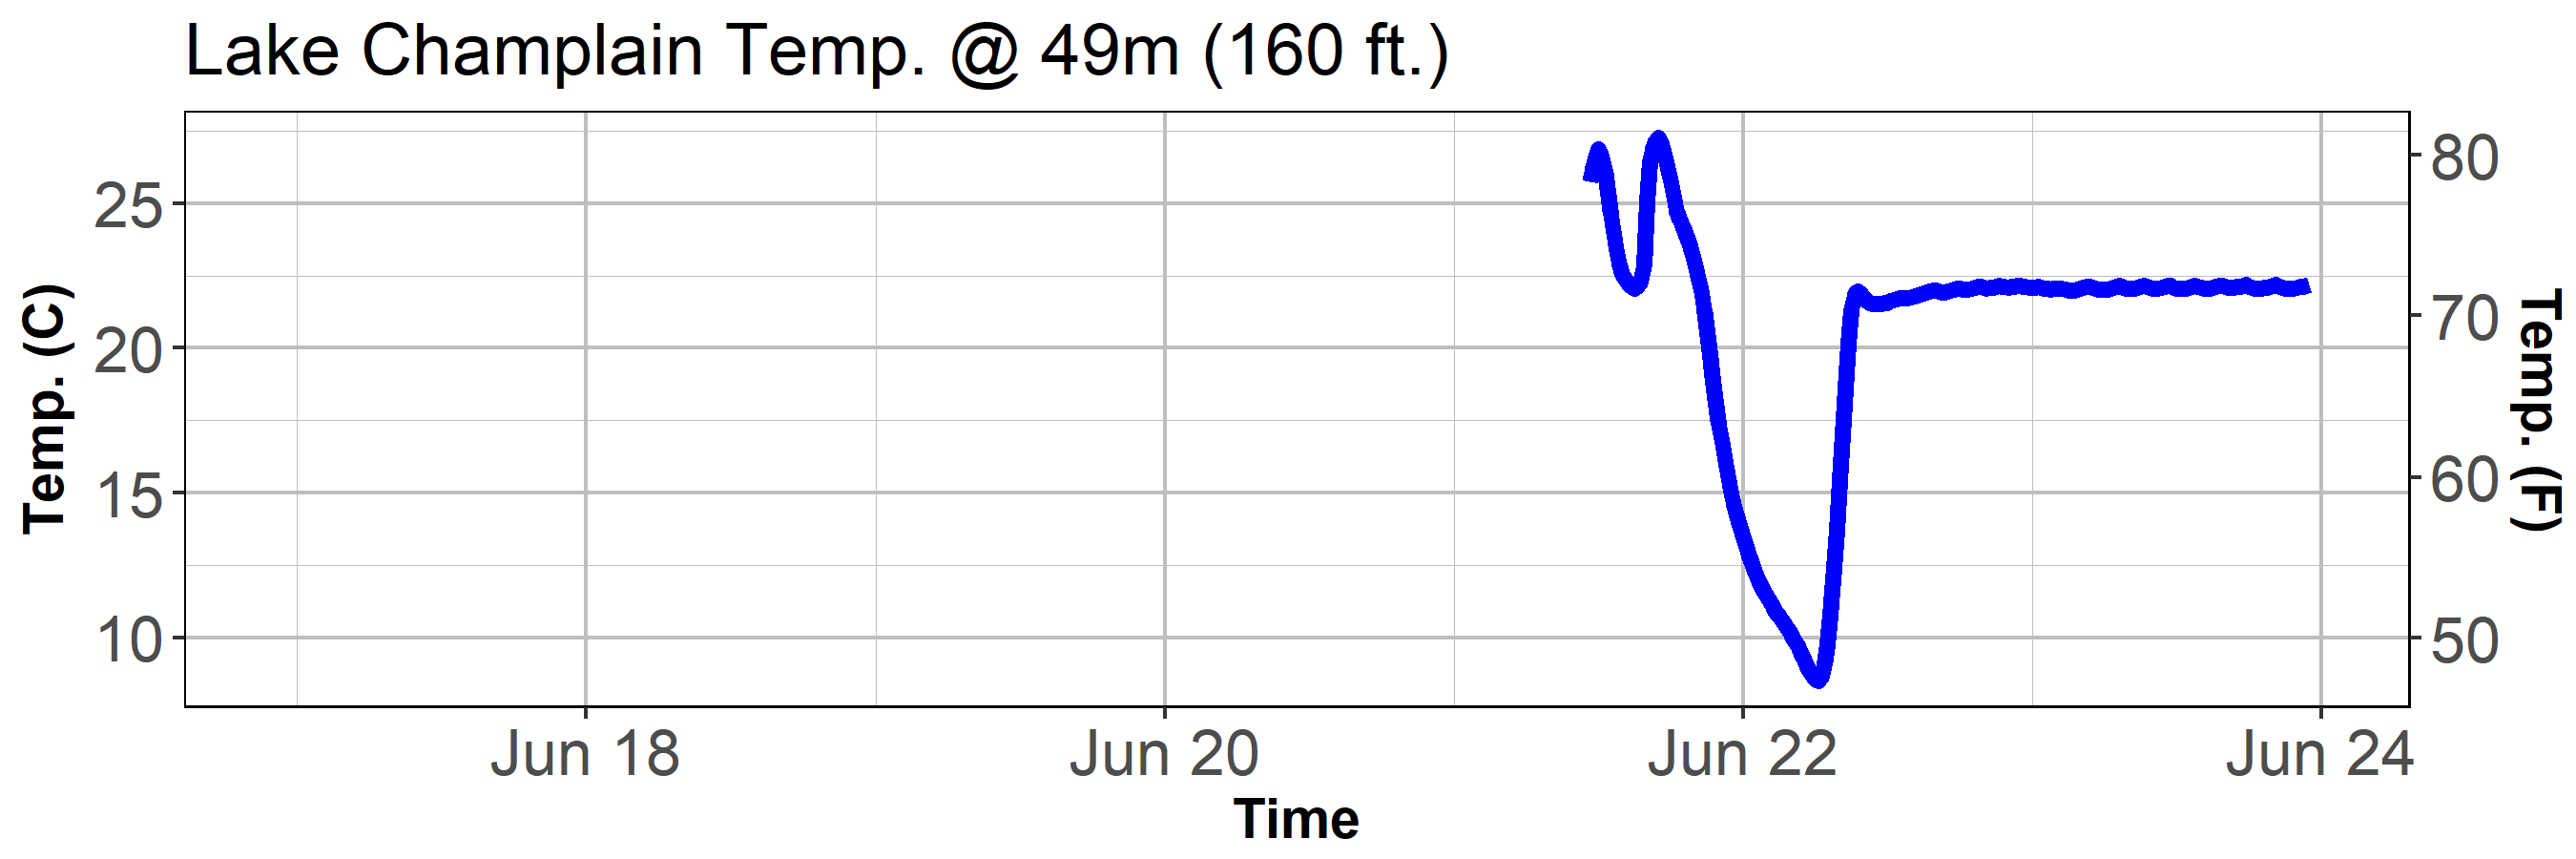 Lake Champlain Temp. @ 49m (160 ft.)
Temp. (C)
25
20
15
10
80
70
60
50
Temp. (F)
Jun 18 Jun 20 Jun 22 Jun 24
Time